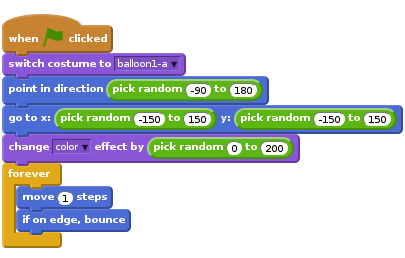 when clicked
switch costume to balloon1-a
point in direction pick random -90 to 180
go to x: pick random -150 to 150 y: pick random -150 to 150
change color effect by pick random 0 to 200
forever
move 1 steps
if on edge, bounce